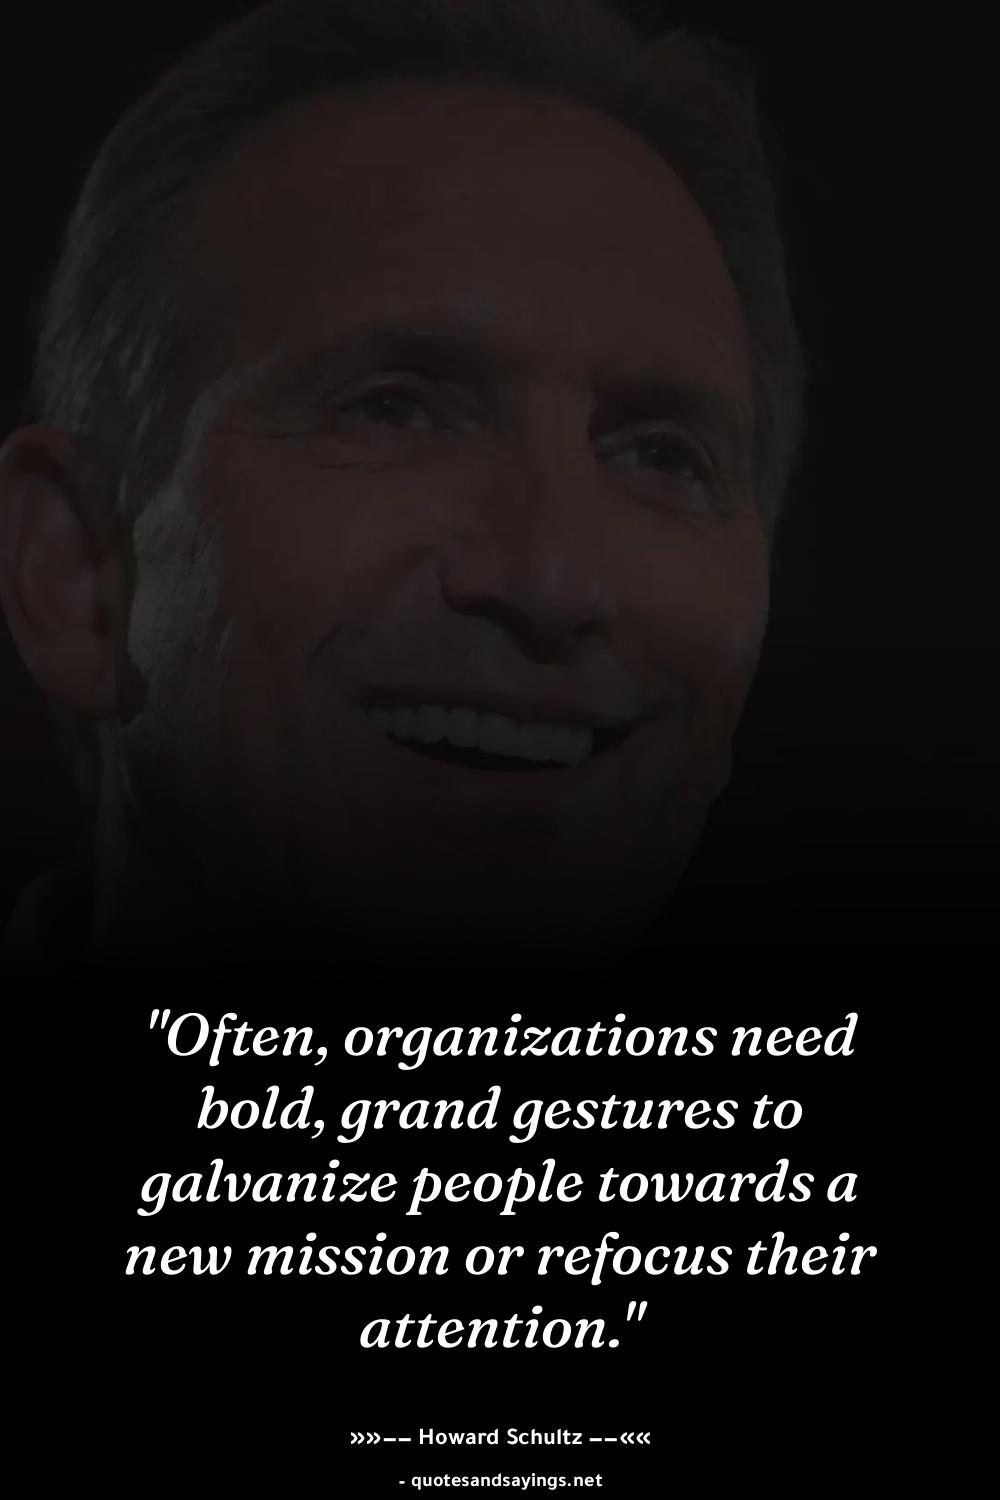 "Often, organizations need
bold, grand gestures to
galvanize people towards a
new mission or refocus their
attention."
»»–– Howard Schultz ––««
- quotesandsayings.net